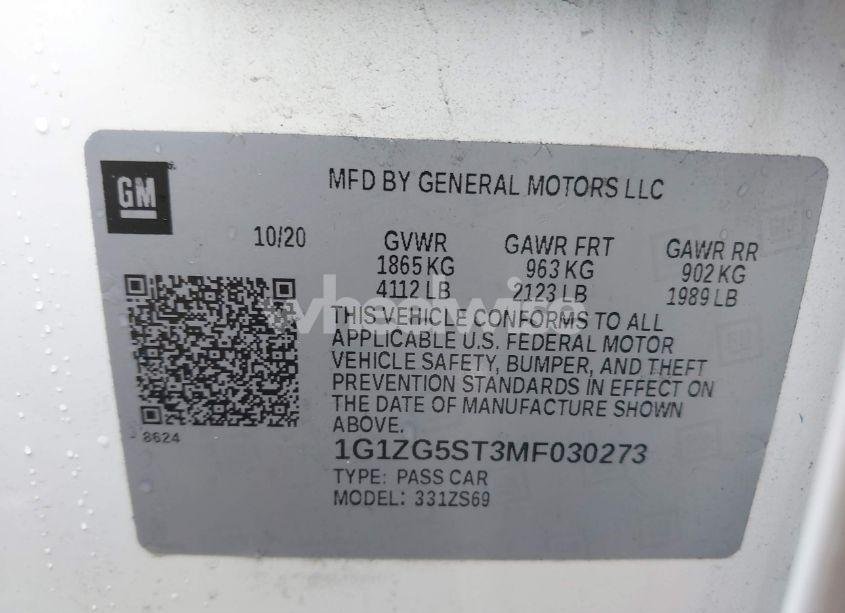 GM
MFD BY GENERAL MOTORS LLC
10/20
GVWR
1865 KG
4112 LB
GAWR FRT
963 KG
2123 LB
GAWR RR
902 KG
1989 LB
THIS VEHICLE CONFORMS TO ALL
APPLICABLE U.S. FEDERAL MOTOR
VEHICLE SAFETY, BUMPER, AND THEFT
PREVENTION STANDARDS IN EFFECT ON
THE DATE OF MANUFACTURE SHOWN
ABOVE.
8624
1G1ZG5ST3MF030273
TYPE: PASS CAR
MODEL: 331ZS69